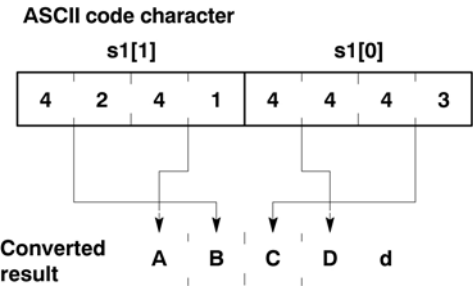 ASCII code character
s1[1] s1[0]
4 2 4 1 4 4 4 3
Converted A B C D d
result